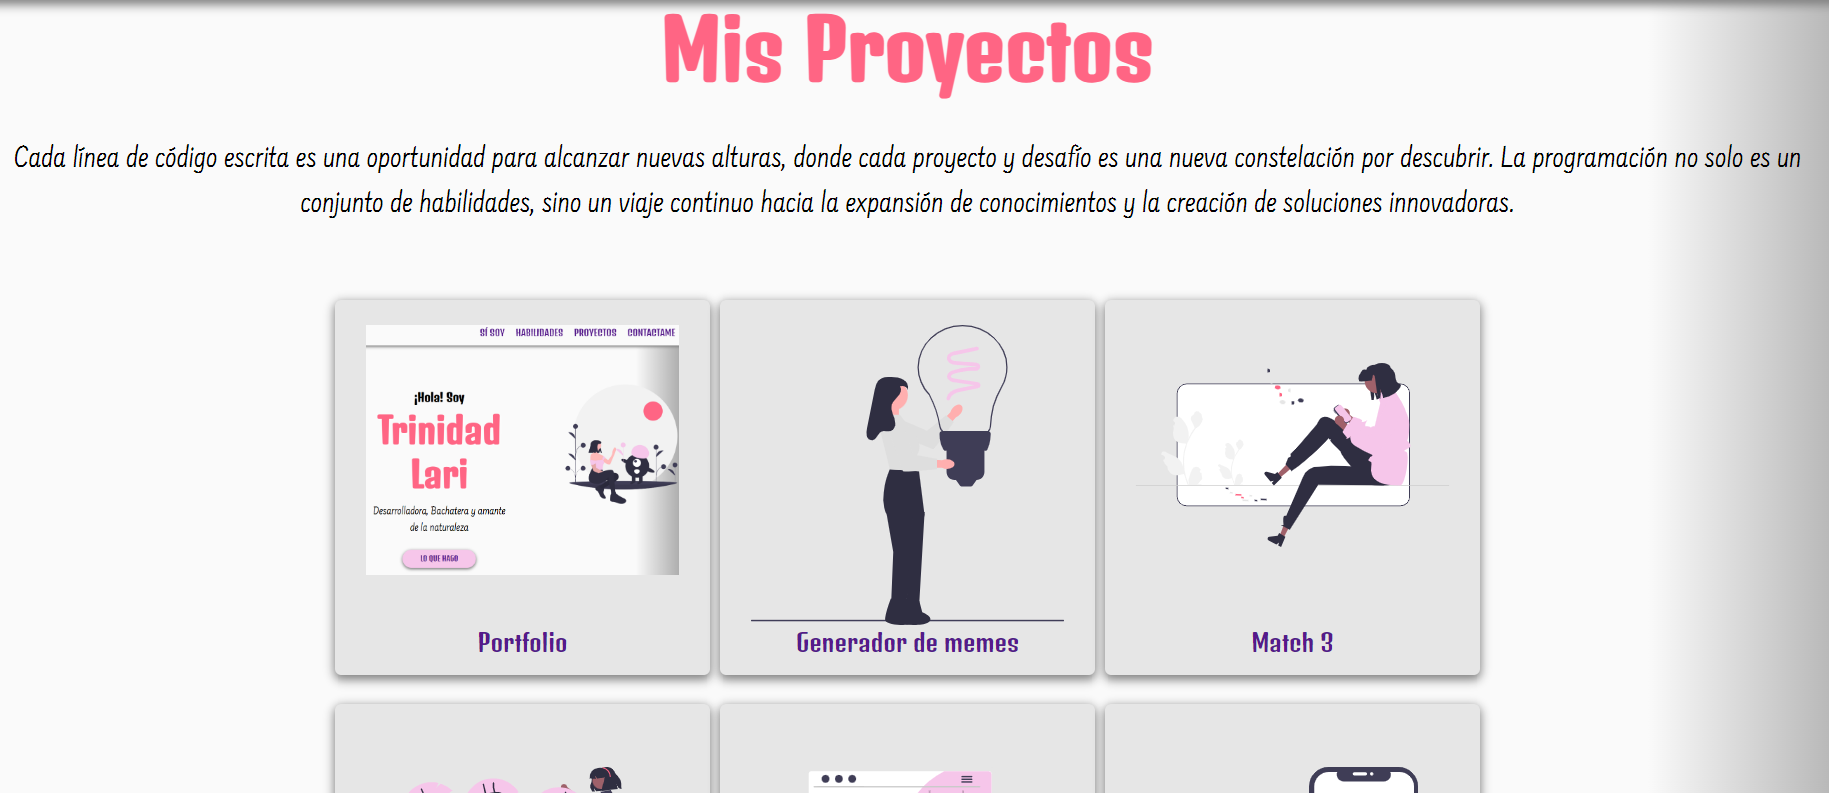 Mis Proyectos
Cada línea de código escrita es una oportunidad para alcanzar nuevas alturas, donde cada proyecto y desafío es una nueva constelación por descubrir. La programación no solo es un
conjunto de habilidades, sino un viaje continuo hacia la expansión de conocimientos y la creación de soluciones innovadoras.
SÍ SOY HABILIDADES PROYECTOS CONTACTAME
¡Hola! Soy
Trinidad
Lari
Desarrolladora, Bachatera y amante
de la naturaleza
LO QUE HAGO
Portfolio
Generador de memes
Match 3